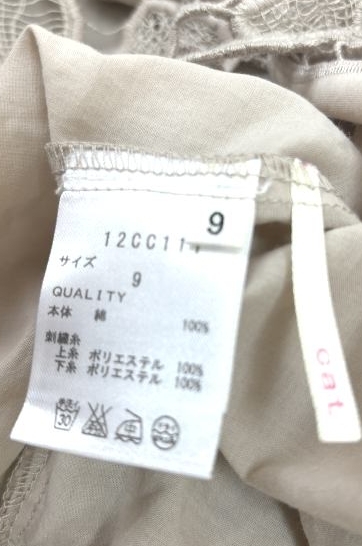 9
12CC11
サイズ
9
QUALITY
本体 綿 100%
刺繍糸
上糸 ポリエステル 100%
下糸 ポリエステル 100%
30
中
cat